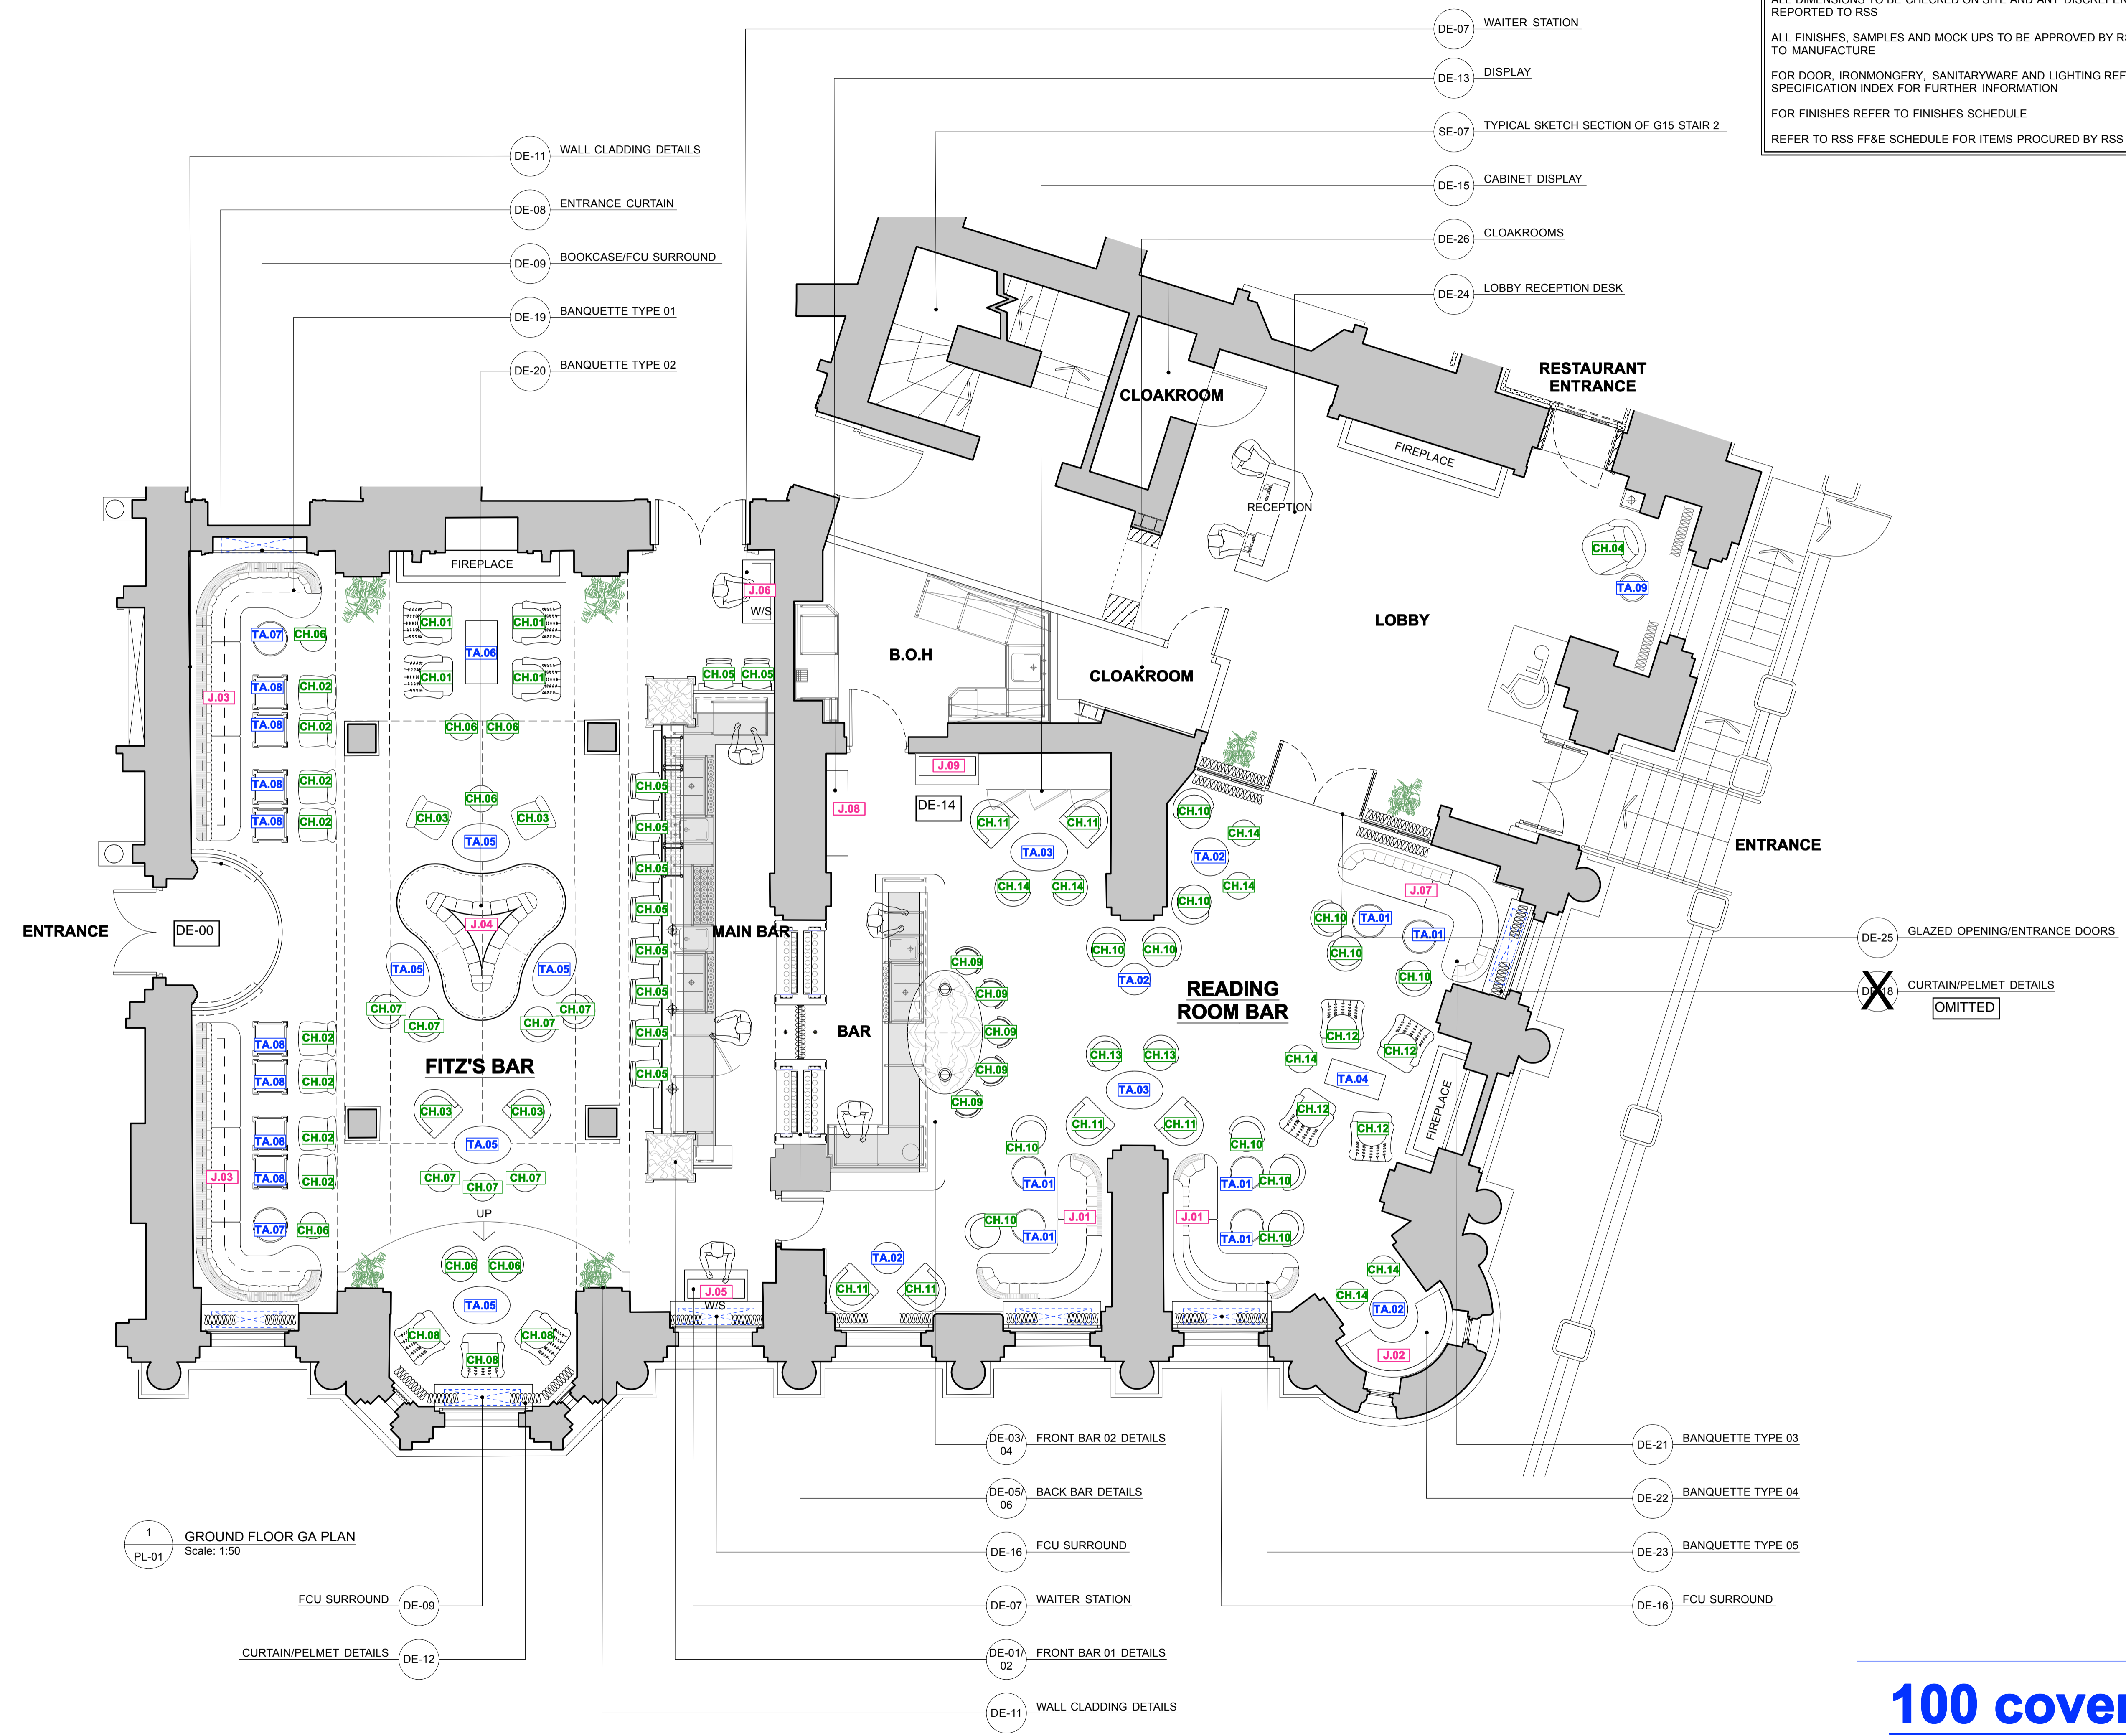 ALL DIMENSIONS TO BE CHECKED ON SITE AND ANY
REPORTED TO RSS
ALL FINISHES, SAMPLES AND MOCK UPS TO BE APPROVED BY
TO MANUFACTURE
FOR DOOR, IRONMONGERY, SANITARYWARE AND LIGHTING
SPECIFICATION INDEX FOR FURTHER INFORMATION
FOR FINISHES REFER TO FINISHES SCHEDULE
REFER TO RSS FF&E SCHEDULE FOR ITEMS PROCURED BY RSS
DE-07 WAITER STATION
DE-13 DISPLAY
SE-07 TYPICAL SKETCH SECTION OF G15 STAIR 2
DE-15 CABINET DISPLAY
DE-26 CLOAKROOMS
DE-24 LOBBY RECEPTION DESK
DE-11 WALL CLADDING DETAILS
DE-08 ENTRANCE CURTAIN
DE-09 BOOKCASE/FCU SURROUND
DE-19 BANQUETTE TYPE 01
DE-20 BANQUETTE TYPE 02
RESTAURANT
ENTRANCE
CLOAKROOM
FIREPLACE
RECEPTION
CH.04
TA.09
LOBBY
B.O.H
CLOAKROOM
ENTRANCE
FIREPLACE
J.06
W/S
CH.01
CH.01
TA.06
CH.01
CH.01
TA.07
CH.06
J.03
TA.08
CH.02
TA.08
CH.02
TA.08
CH.02
TA.08
CH.02
CH.06
CH.06
CH.05
CH.05
CH.06
CH.03
CH.03
TA.05
J.04
TA.05
TA.05
CH.07
CH.07
CH.07
CH.07
ENTRANCE
DE-00
FITZ'S BAR
CH.05
CH.05
CH.05
CH.05
CH.05
CH.05
CH.05
CH.05
MAIN BAR
BAR
TA.08
CH.02
TA.08
CH.02
TA.08
CH.02
TA.08
CH.02
J.03
TA.07
CH.06
CH.03
CH.03
TA.05
CH.07
CH.07
CH.07
UP
CH.06
CH.06
TA.05
CH.08
CH.08
CH.08
J.05
W/S
J.08
J.09
DE-14
CH.11
CH.11
TA.03
CH.14
CH.14
CH.10
CH.14
TA.02
CH.14
CH.10
CH.10
CH.10
TA.02
READING
ROOM BAR
CH.09
CH.09
CH.09
CH.09
CH.09
J.07
CH.10
TA.01
TA.01
CH.10
CH.10
CH.12
CH.12
CH.14
TA.04
CH.12
CH.12
FIREPLACE
CH.13
CH.13
TA.03
CH.11
CH.11
CH.10
TA.01
CH.10
TA.01
J.01
CH.10
TA.01
CH.10
J.01
TA.01
CH.10
TA.02
CH.11
CH.11
CH.14
CH.14
TA.02
J.02
DE-25 GLAZED OPENING/ENTRANCE DOORS
DE-18 CURTAIN/PELMET DETAILS
OMITTED
DE-03/
04 FRONT BAR 02 DETAILS
DE-05/
06 BACK BAR DETAILS
DE-16 FCU SURROUND
DE-07 WAITER STATION
DE-01/
02 FRONT BAR 01 DETAILS
DE-11 WALL CLADDING DETAILS
DE-21 BANQUETTE TYPE 03
DE-22 BANQUETTE TYPE 04
DE-23 BANQUETTE TYPE 05
DE-16 FCU SURROUND
1
PL-01
GROUND FLOOR GA PLAN
Scale: 1:50
FCU SURROUND DE-09
CURTAIN/PELMET DETAILS DE-12
100 cover